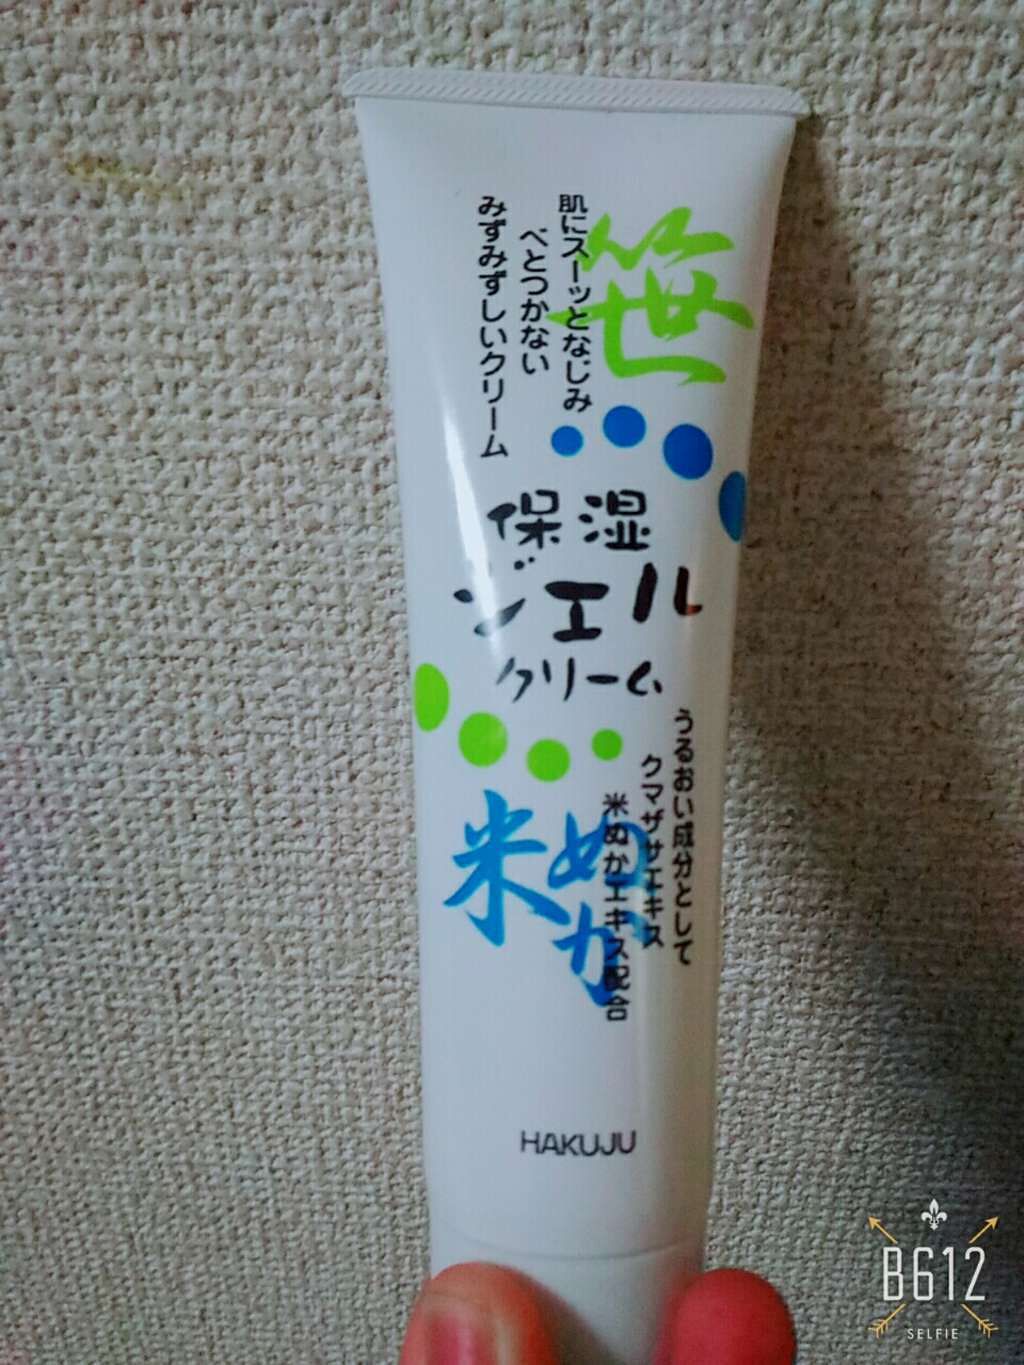 笹
肌にスーッとなじみ
べとつかない
みずみずしいクリーム
保湿
ジェル
クリーム
うるおい成分として
クマザサエキス
米ぬかエキス配合
米ぬか
HAKUJU
B612
SELFIE